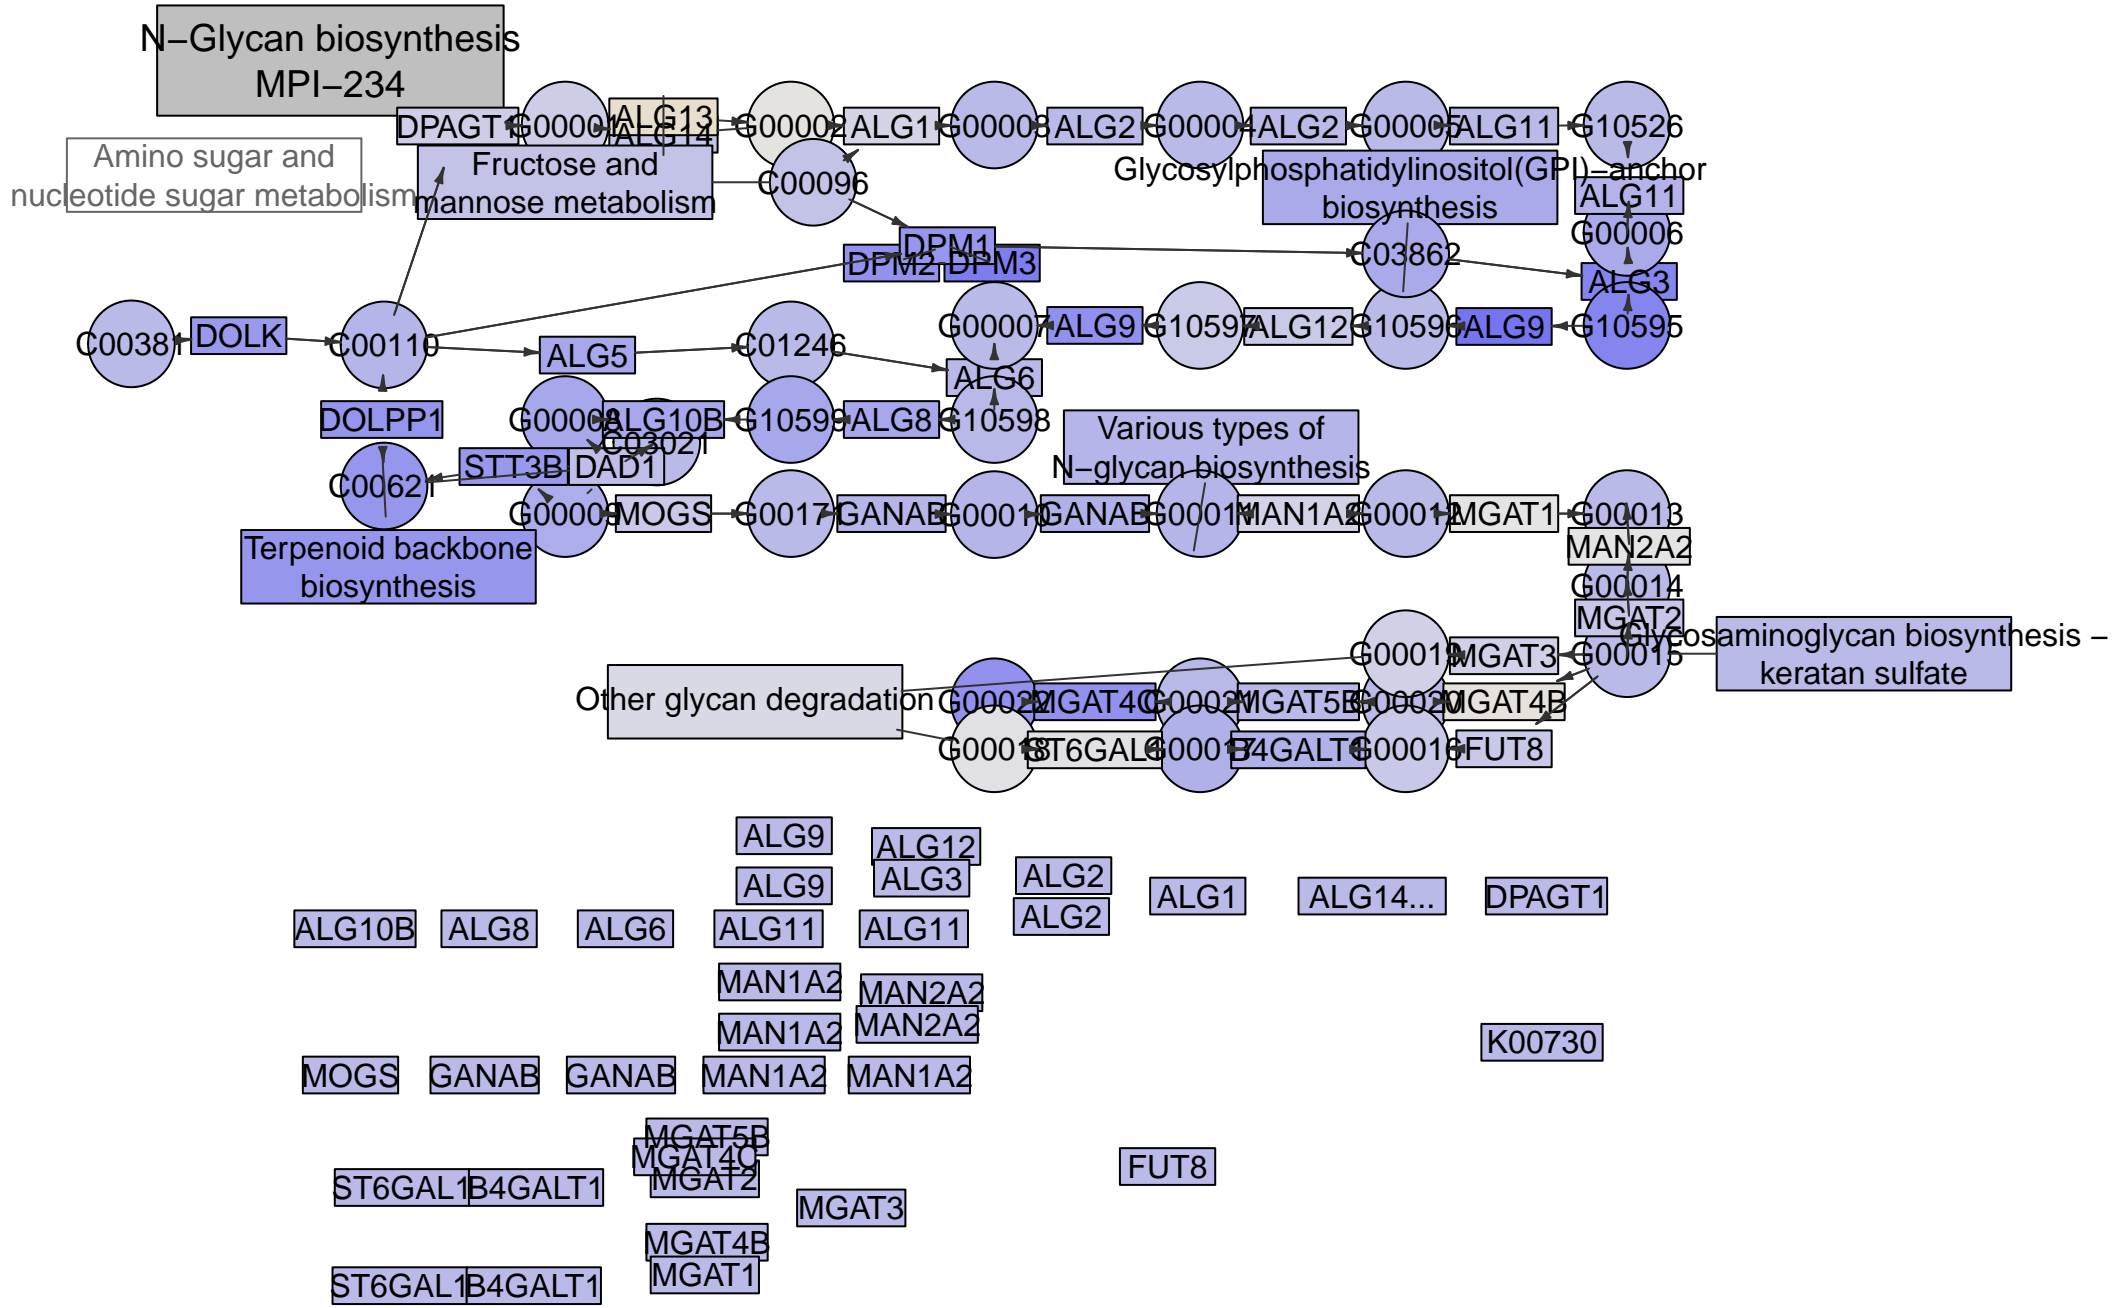 N−Glycan biosynthesis
MPI−234
DPAGT1
G00001
ALG13
ALG14
G00002
ALG1
G00003
ALG2
G00004
ALG2
G00005
ALG11
G10526
Amino sugar and
nucleotide sugar metabolism
Fructose and
mannose metabolism
C00096
Glycosylphosphatidylinositol(GPI)−anchor
biosynthesis
ALG11
G00006
DPM1
DPM2
DPM3
C03862
ALG3
C00381
DOLK
C00110
ALG5
C01246
G00007
ALG9
G10597
ALG12
G10596
ALG9
G10595
ALG6
DOLPP1
G00008
ALG10B
C03021
G10599
ALG8
G10598
Various types of
N−glycan biosynthesis
STT3B
DAD1
C00621
G00009
MOGS
G00171
GANAB
G00010
GANAB
G00011
MAN1A2
G00012
MGAT1
G00013
MAN2A2
Terpenoid backbone
biosynthesis
G00014
MGAT2
G00019
MGAT3
G00015
Glycosaminoglycan biosynthesis −
keratan sulfate
Other glycan degradation
G00022
MGAT4C
G00021
MGAT5B
G00020
MGAT4B
G00018
ST6GAL1
G00017
B4GALT1
G00016
FUT8
ALG9
ALG12
ALG9
ALG3
ALG2
ALG1
ALG14...
DPAGT1
ALG2
ALG10B
ALG8
ALG6
ALG11
ALG11
MAN1A2
MAN2A2
MAN1A2
MAN2A2
K00730
MOGS
GANAB
GANAB
MAN1A2
MAN1A2
MGAT5B
MGAT4C
MGAT2
FUT8
ST6GAL1
B4GALT1
MGAT3
MGAT4B
MGAT1
ST6GAL1
B4GALT1